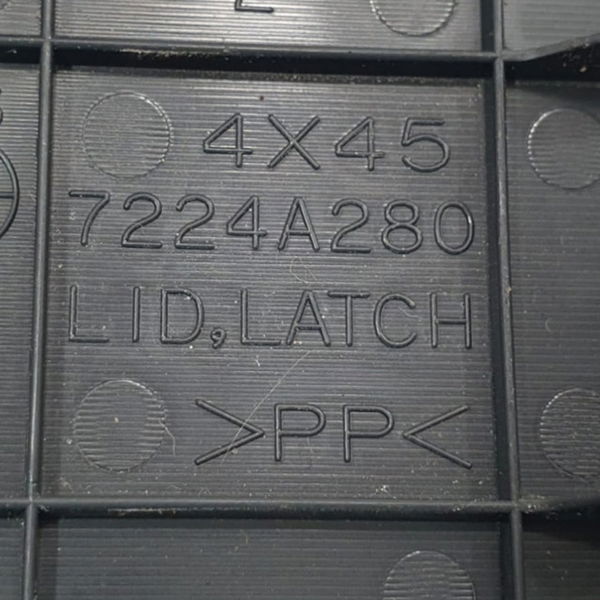 4X45
7224A280
LID,LATCH
>PP<